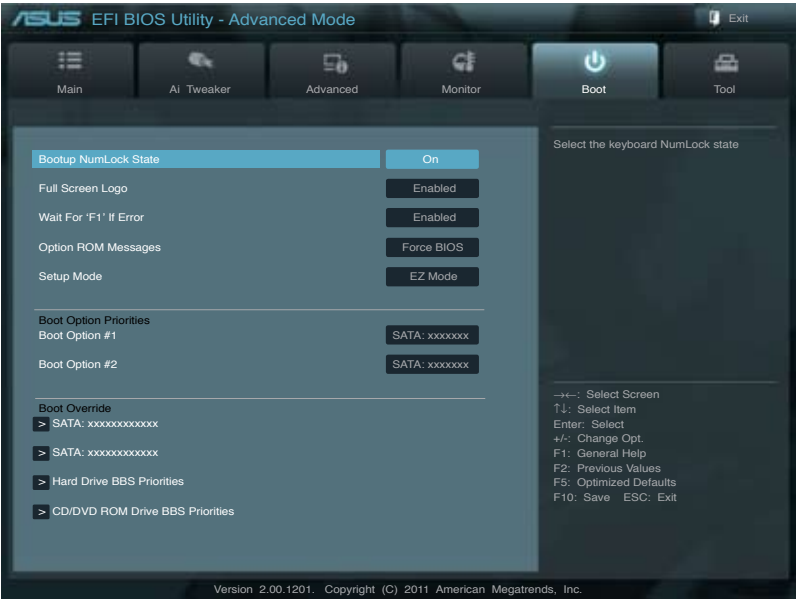 ASUS EFI BIOS Utility - Advanced Mode
Exit
Main
Ai Tweaker
Advanced
Monitor
Boot
Tool
Bootup NumLock State On
Full Screen Logo Enabled
Wait For ‘F1’ If Error Enabled
Option ROM Messages Force BIOS
Setup Mode EZ Mode
Boot Option Priorities
Boot Option #1 SATA: xxxxxxx
Boot Option #2 SATA: xxxxxxx
Boot Override
> SATA: xxxxxxxxxxxx
> SATA: xxxxxxxxxxxx
> Hard Drive BBS Priorities
> CD/DVD ROM Drive BBS Priorities
Select the keyboard NumLock state
→←: Select Screen
↑↓: Select Item
Enter: Select
+/-: Change Opt.
F1: General Help
F2: Previous Values
F5: Optimized Defaults
F10: Save ESC: Exit
Version 2.00.1201. Copyright (C) 2011 American Megatrends, Inc.